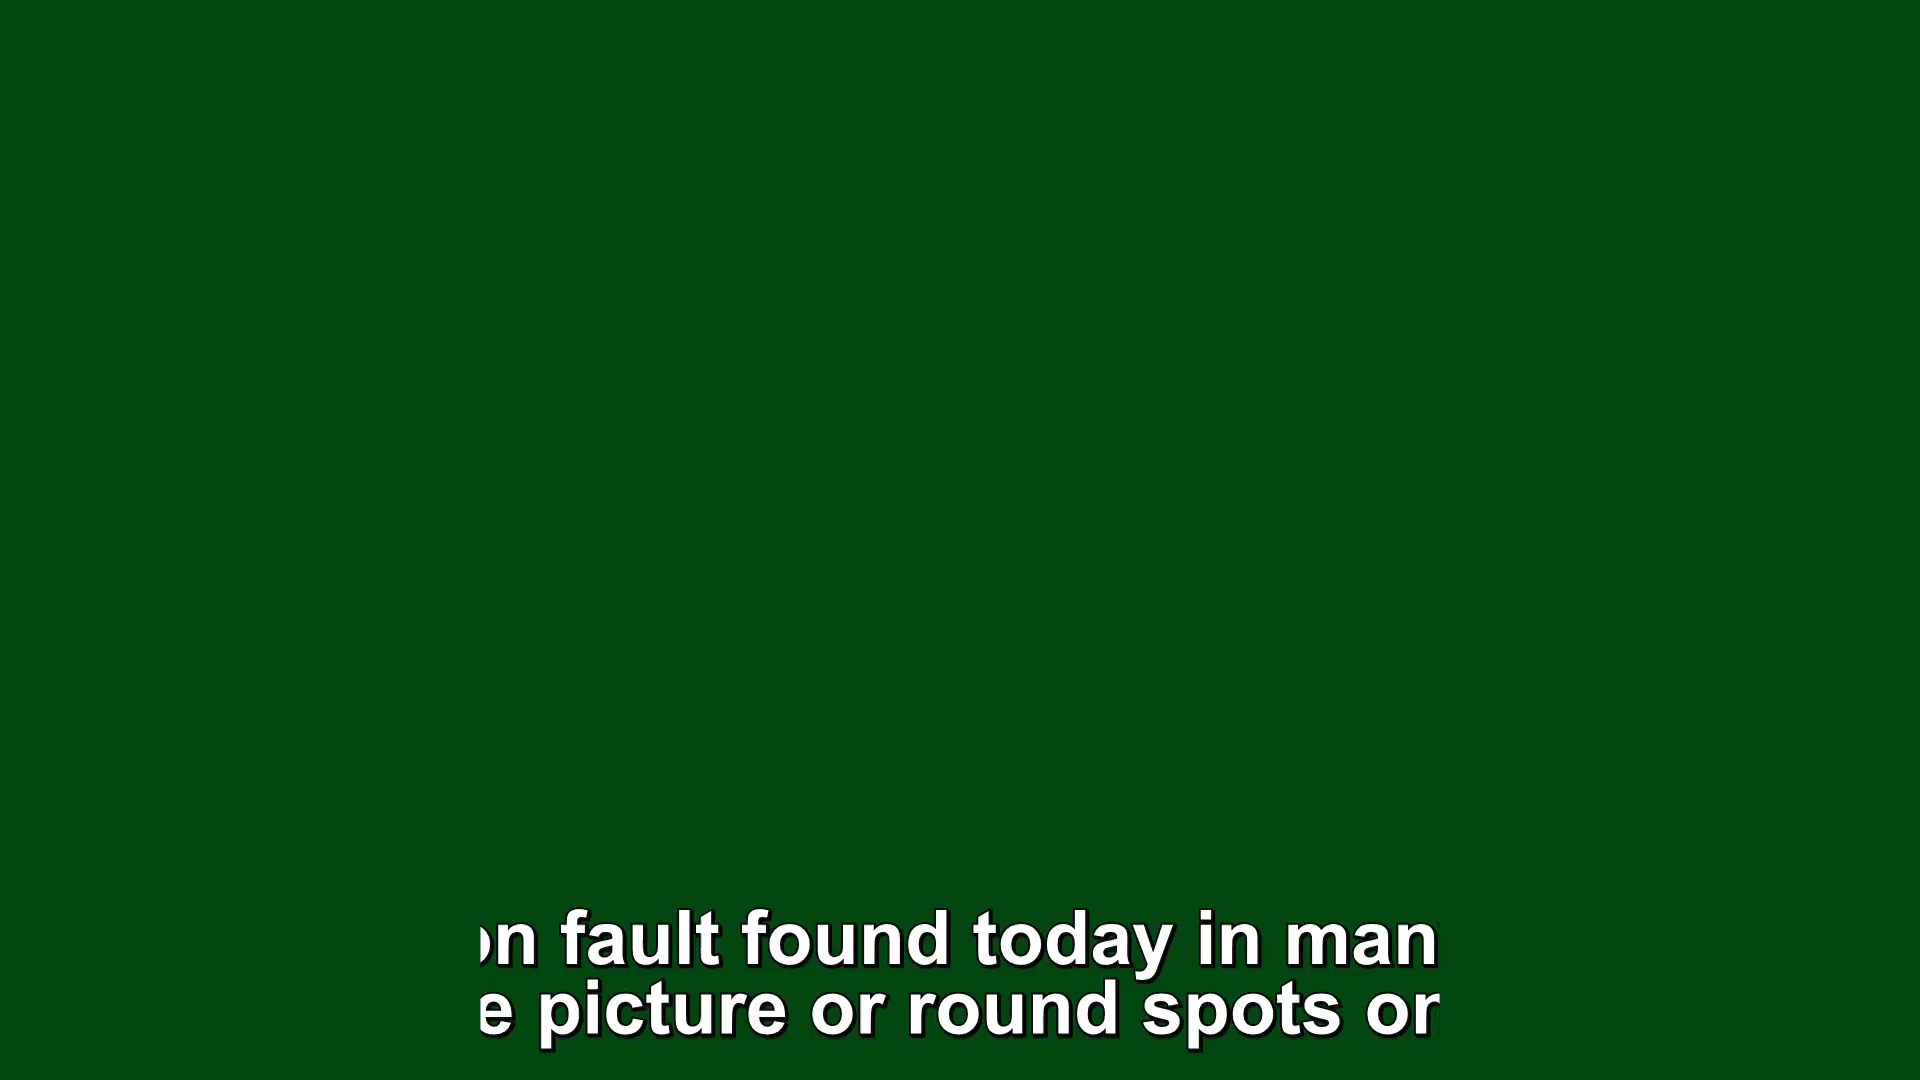 on fault found today in man
e picture or round spots or